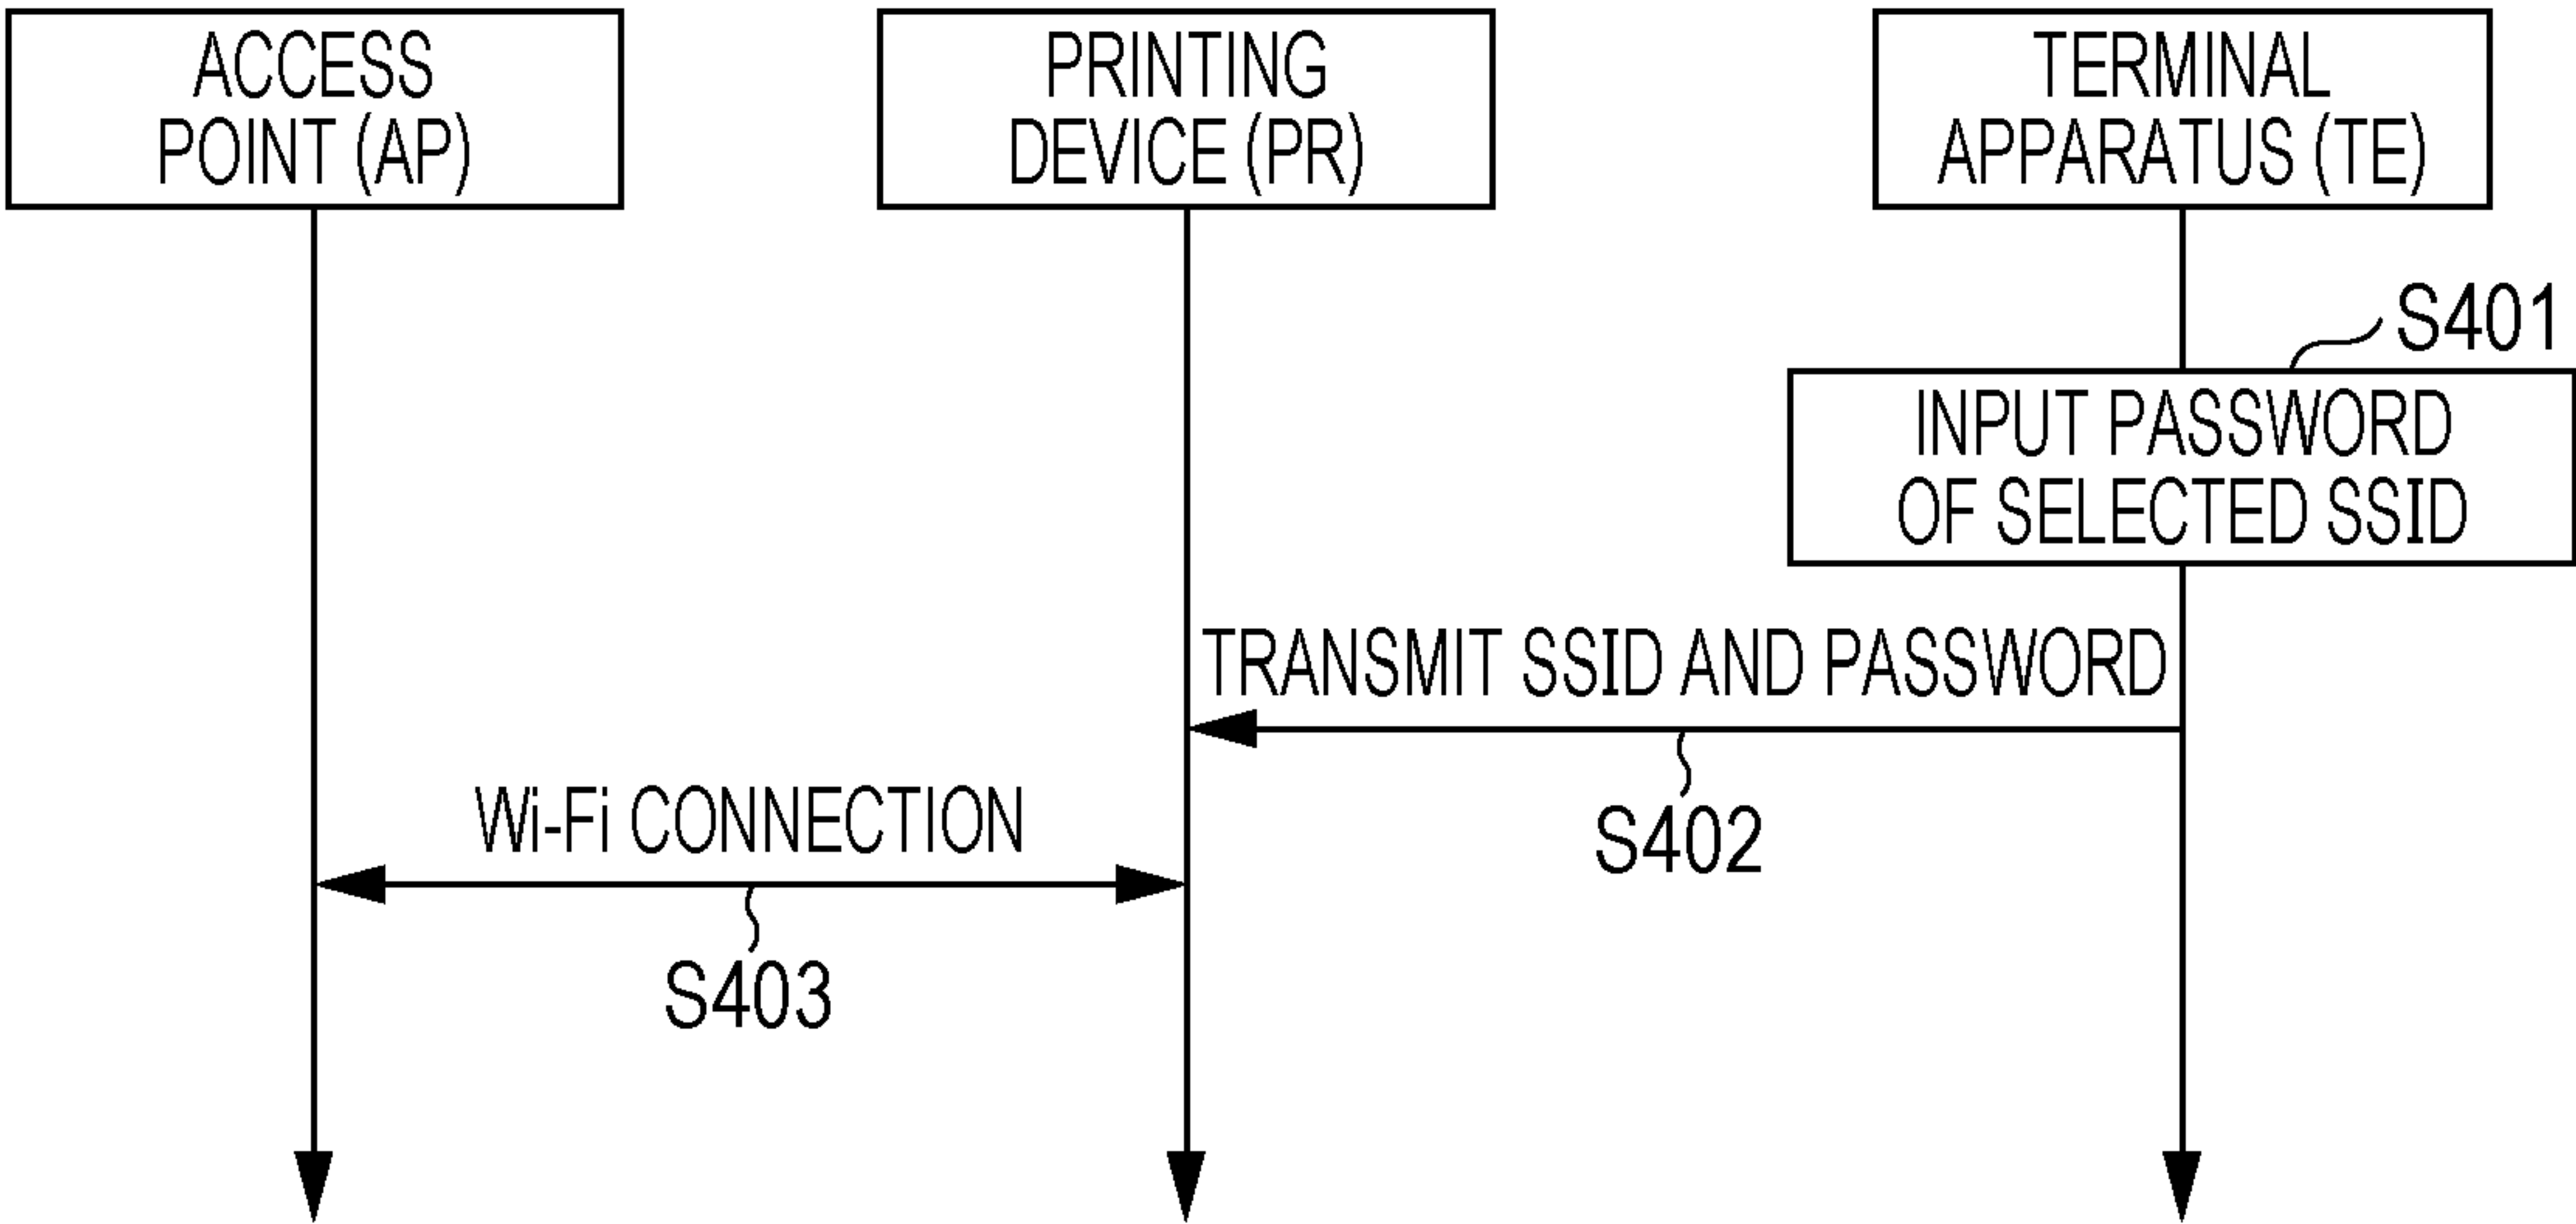 ACCESS
POINT (AP)
PRINTING
DEVICE (PR)
TERMINAL
APPARATUS (TE)
S401
INPUT PASSWORD
OF SELECTED SSID
TRANSMIT SSID AND PASSWORD
S402
Wi-Fi CONNECTION
S403